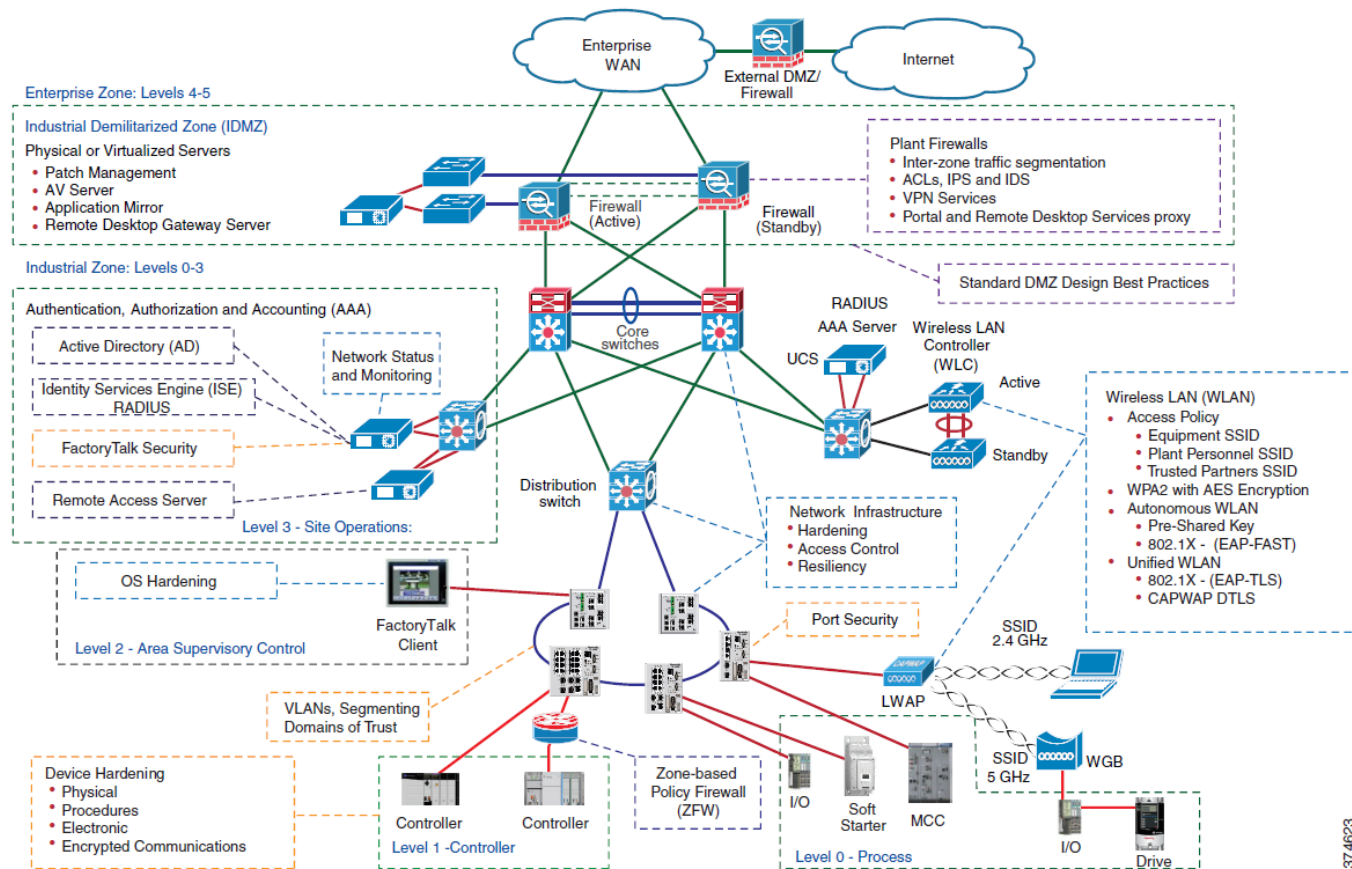 Enterprise
WAN
External DMZ/
Firewall
Internet
Enterprise Zone: Levels 4-5
Industrial Demilitarized Zone (IDMZ)
Physical or Virtualized Servers
• Patch Management
• AV Server
• Application Mirror
• Remote Desktop Gateway Server
Firewall
(Active)
Firewall
(Standby)
Plant Firewalls
• Inter-zone traffic segmentation
• ACLs, IPS and IDS
• VPN Services
• Portal and Remote Desktop Services proxy
Standard DMZ Design Best Practices
Industrial Zone: Levels 0-3
Authentication, Authorization and Accounting (AAA)
Active Directory (AD)
Identity Services Engine (ISE)
RADIUS
FactoryTalk Security
Remote Access Server
Network Status
and Monitoring
Level 3 - Site Operations:
Core
switches
RADIUS
AAA Server
UCS
Wireless LAN
Controller
(WLC)
Active
Standby
Wireless LAN (WLAN)
• Access Policy
• Equipment SSID
• Plant Personnel SSID
• Trusted Partners SSID
• WPA2 with AES Encryption
• Autonomous WLAN
• Pre-Shared Key
• 802.1X - (EAP-FAST)
• Unified WLAN
• 802.1X - (EAP-TLS)
• CAPWAP DTLS
Distribution
switch
Network Infrastructure
• Hardening
• Access Control
• Resiliency
OS Hardening
FactoryTalk
Client
Level 2 - Area Supervisory Control
Port Security
SSID
2.4 GHz
CAPWAP
LWAP
VLANs, Segmenting
Domains of Trust
SSID
5 GHz
WGB
Device Hardening
• Physical
• Procedures
• Electronic
• Encrypted Communications
Controller
Controller
Level 1 -Controller
Zone-based
Policy Firewall
(ZFW)
I/O
Soft
Starter
MCC
I/O
Drive
Level 0 - Process
374623